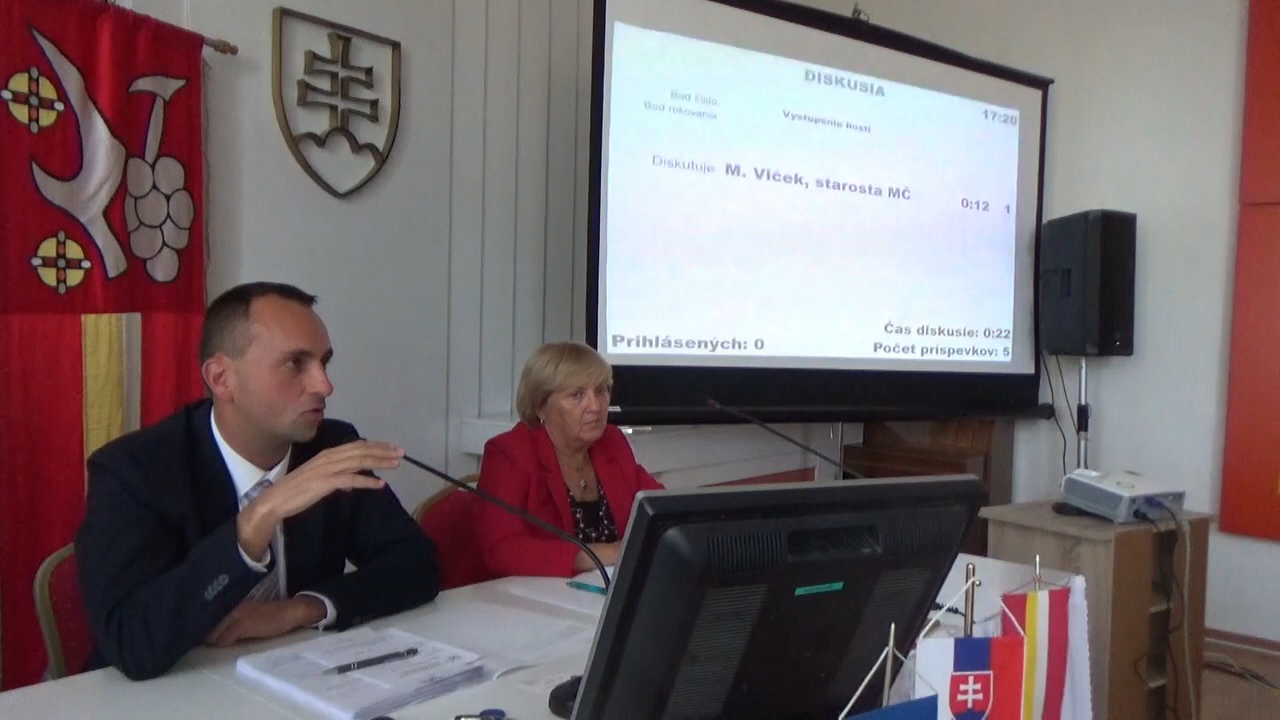 DISKUSIA
17:20
Bod číslo:
Bod rokovania:
Vystúpenie hostí
Diskutuje: M. Vlček, starosta MČ 0:12 1
Čas diskusie: 0:22
Prihlásených: 0
Počet príspevkov: 5